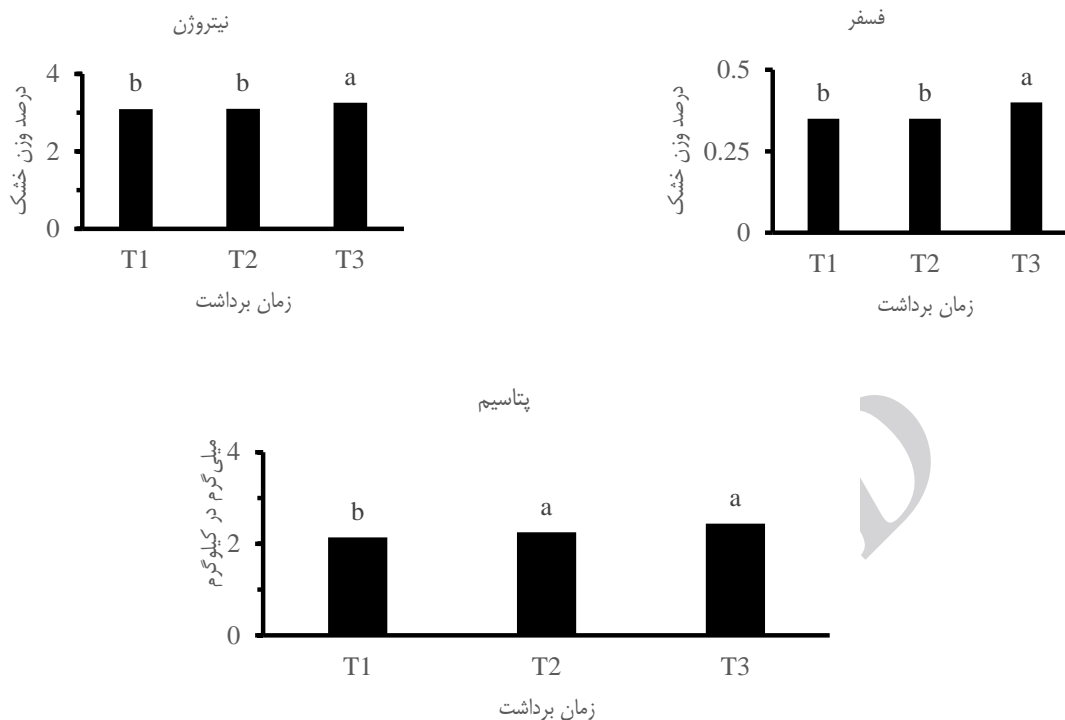 نیتروژن
درصد وزن خشک
4
2
0
b b a
T1 T2 T3
زمان برداشت
فسفر
درصد وزن خشک
0.5
0.25
0
b b a
T1 T2 T3
زمان برداشت
پتاسیم
میلی‌گرم در کیلوگرم
4
2
0
b a a
T1 T2 T3
زمان برداشت